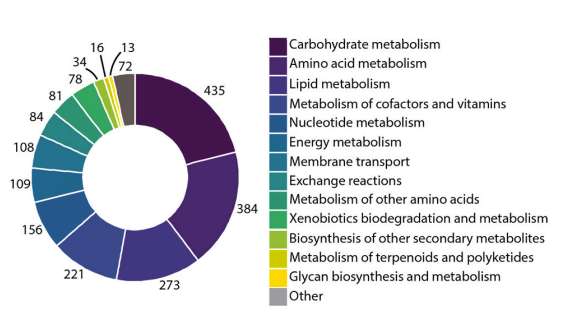 16
13
34
72
78
81
84
108
109
156
221
273
384
435
Carbohydrate metabolism
Amino acid metabolism
Lipid metabolism
Metabolism of cofactors and vitamins
Nucleotide metabolism
Energy metabolism
Membrane transport
Exchange reactions
Metabolism of other amino acids
Xenobiotics biodegradation and metabolism
Biosynthesis of other secondary metabolites
Metabolism of terpenoids and polyketides
Glycan biosynthesis and metabolism
Other